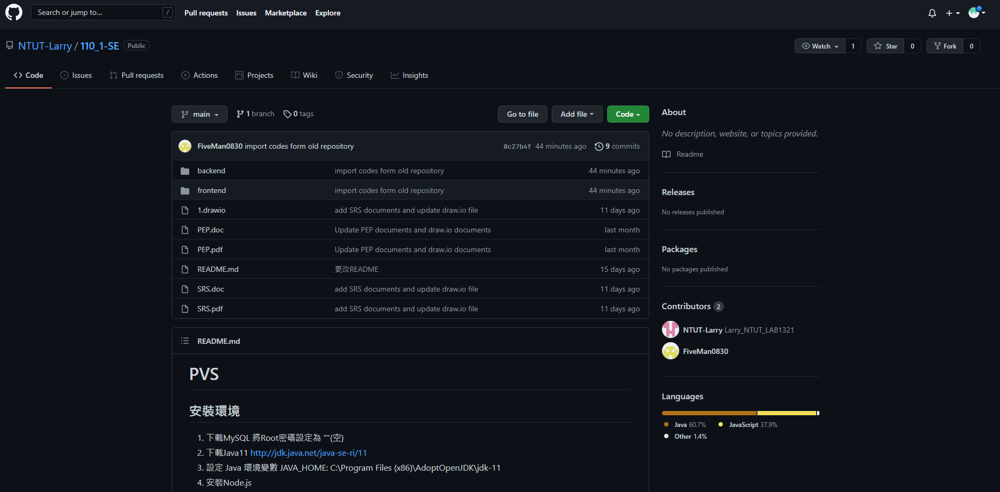 Search or jump to... /
Pull requests Issues Marketplace Explore
NTUT-Larry / 110_1-SE Public
Watch 1 Star 0 Fork 0
Code Issues Pull requests Actions Projects Wiki Security Insights
main 1 branch 0 tags Go to file Add file Code
FiveMan0830 import codes form old repository 0c27b4f 44 minutes ago 9 commits
backend import codes form old repository 44 minutes ago
frontend import codes form old repository 44 minutes ago
1.drawio add SRS documents and update draw.io file 11 days ago
PEP.doc Update PEP documents and draw.io documents last month
PEP.pdf Update PEP documents and draw.io documents last month
README.md 更改README 15 days ago
SRS.doc add SRS documents and update draw.io file 11 days ago
SRS.pdf add SRS documents and update draw.io file 11 days ago
README.md
PVS
安裝環境
1. 下載MySQL 將Root密碼設定為 ""(空)
2. 下載Java11 http://jdk.java.net/java-se-ri/11
3. 設定 Java 環境變數 JAVA_HOME: C:\Program Files (x86)\AdoptOpenJDK\jdk-11
4. 安裝Node.js
About
No description, website, or topics provided.
Readme
Releases
No releases published
Packages
No packages published
Contributors 2
NTUT-Larry Larry_NTUT_LAB1321
FiveMan0830
Languages
Java 60.7% JavaScript 37.9%
Other 1.4%